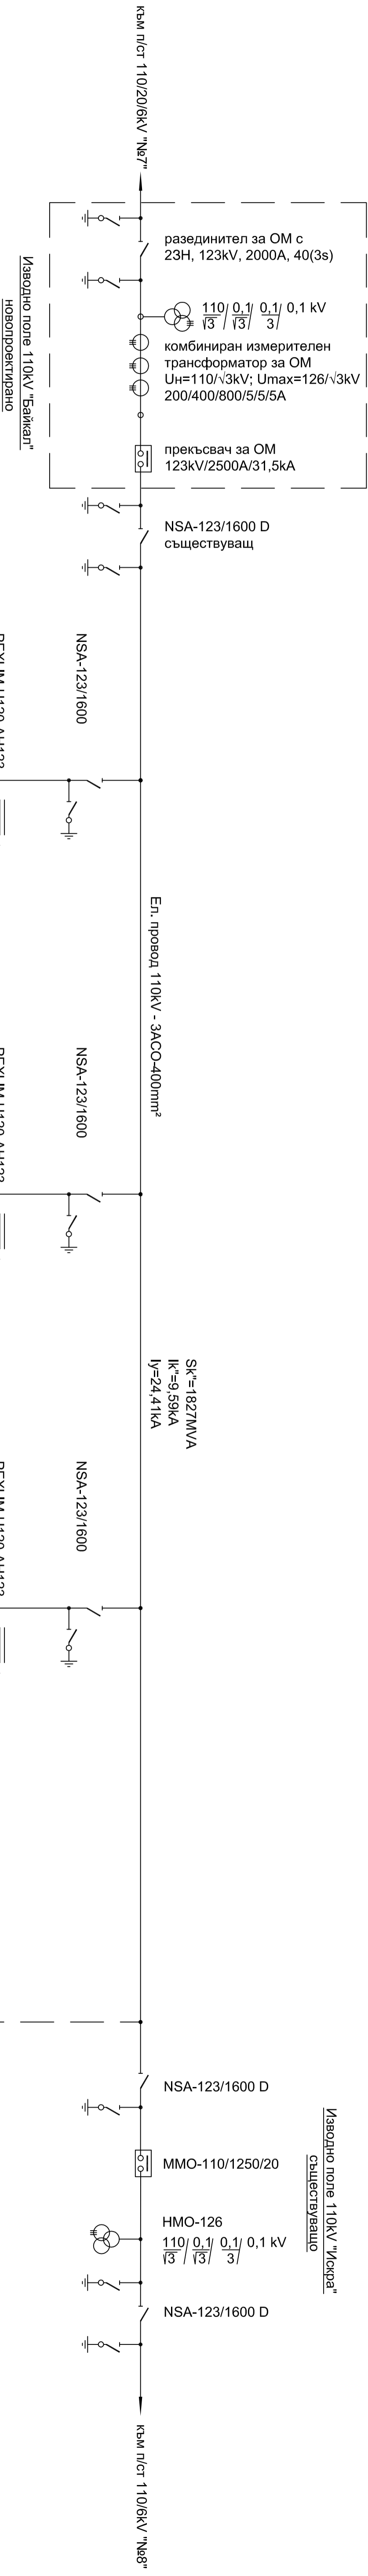 към п/ст 110/20/6kV "№7"
разединител за ОМ с
2ЗН, 123kV, 2000A, 40(3s)
110/√3 / 0,1/√3 / 0,1/3 / 0,1 kV
комбиниран измерителен
трансформатор за ОМ
Uн=110/√3kV; Umax=126/√3kV
200/400/800/5/5/5A
прекъсвач за ОМ
123kV/2500A/31,5kA
Изводно поле 110kV "Байкал"
новопроектирано
NSA-123/1600 D
съществуващ
NSA-123/1600
Ел. провод 110kV - 3АСО-400mm²
NSA-123/1600
Sk"=1827MVA
Ik"=9,59kA
Iy=24,41kA
NSA-123/1600
Изводно поле 110kV "Искра"
съществуващо
NSA-123/1600 D
ММО-110/1250/20
НМО-126
110/√3 / 0,1/√3 / 0,1/3 / 0,1 kV
NSA-123/1600 D
към п/ст 110/6kV "№8"